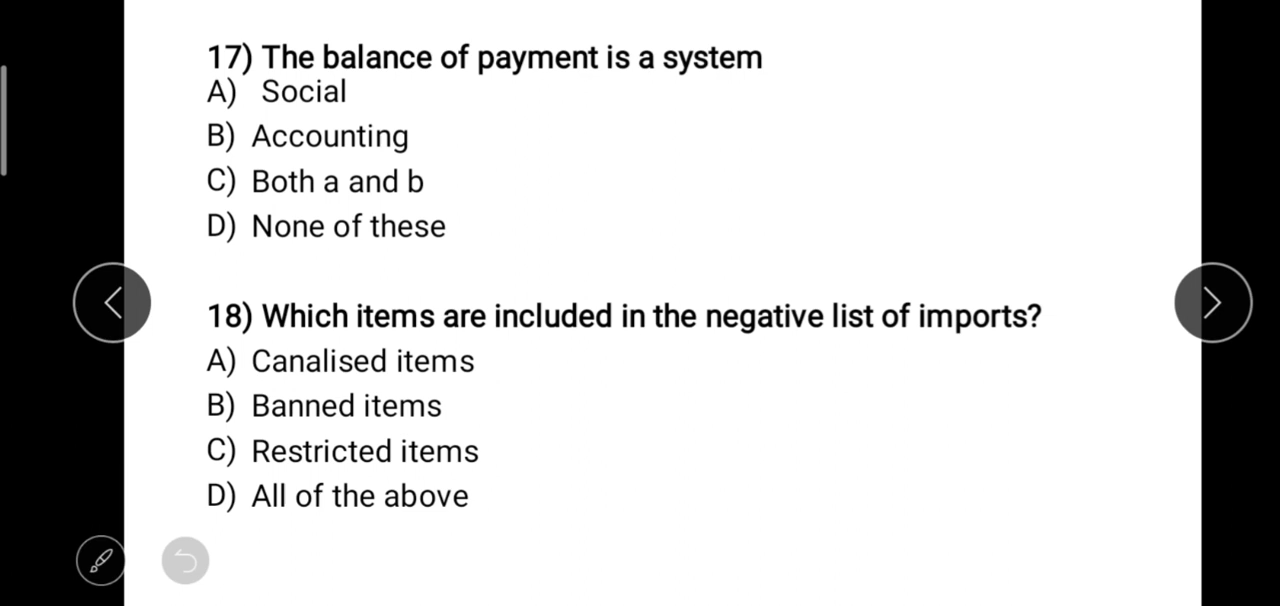 17) The balance of payment is a system
A) Social
B) Accounting
C) Both a and b
D) None of these
18) Which items are included in the negative list of imports?
A) Canalised items
B) Banned items
C) Restricted items
D) All of the above